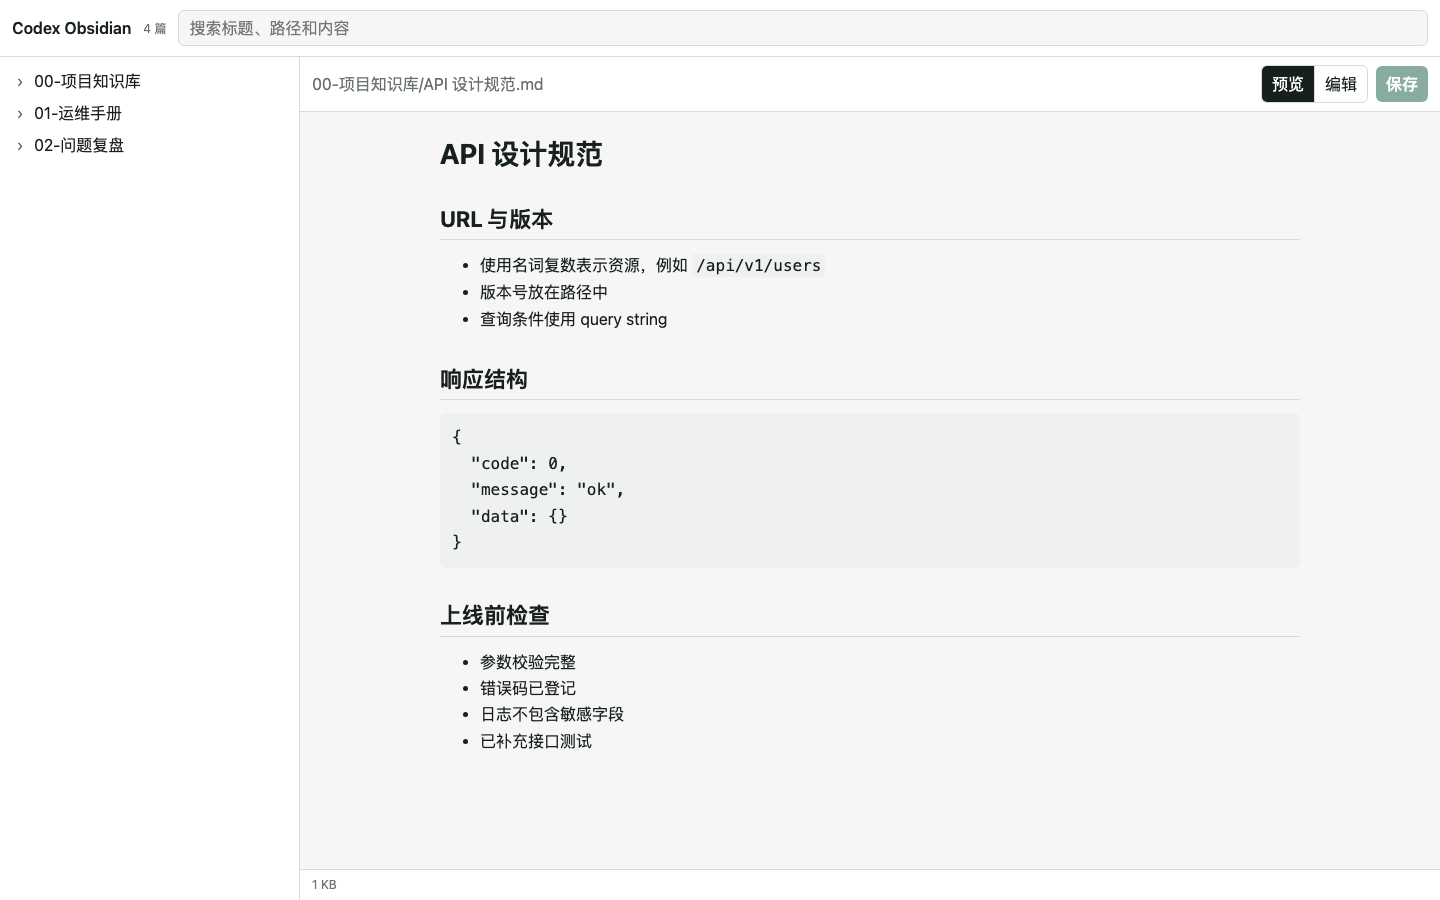 Codex Obsidian 4 篇 搜索标题、路径和内容
00-项目知识库
01-运维手册
02-问题复盘
00-项目知识库/API 设计规范.md 预览 编辑 保存
API 设计规范
URL 与版本
使用名词复数表示资源，例如 /api/v1/users
版本号放在路径中
查询条件使用 query string
响应结构
{
  "code": 0,
  "message": "ok",
  "data": {}
}
上线前检查
参数校验完整
错误码已登记
日志不包含敏感字段
已补充接口测试
1 KB